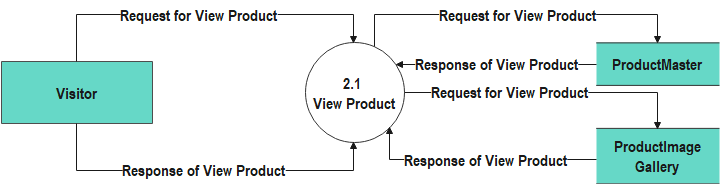 Request for View Product
Request for View Product
Response of View Product
ProductMaster
Visitor
2.1
View Product
Request for View Product
ProductImage
Gallery
Response of View Product
Response of View Product